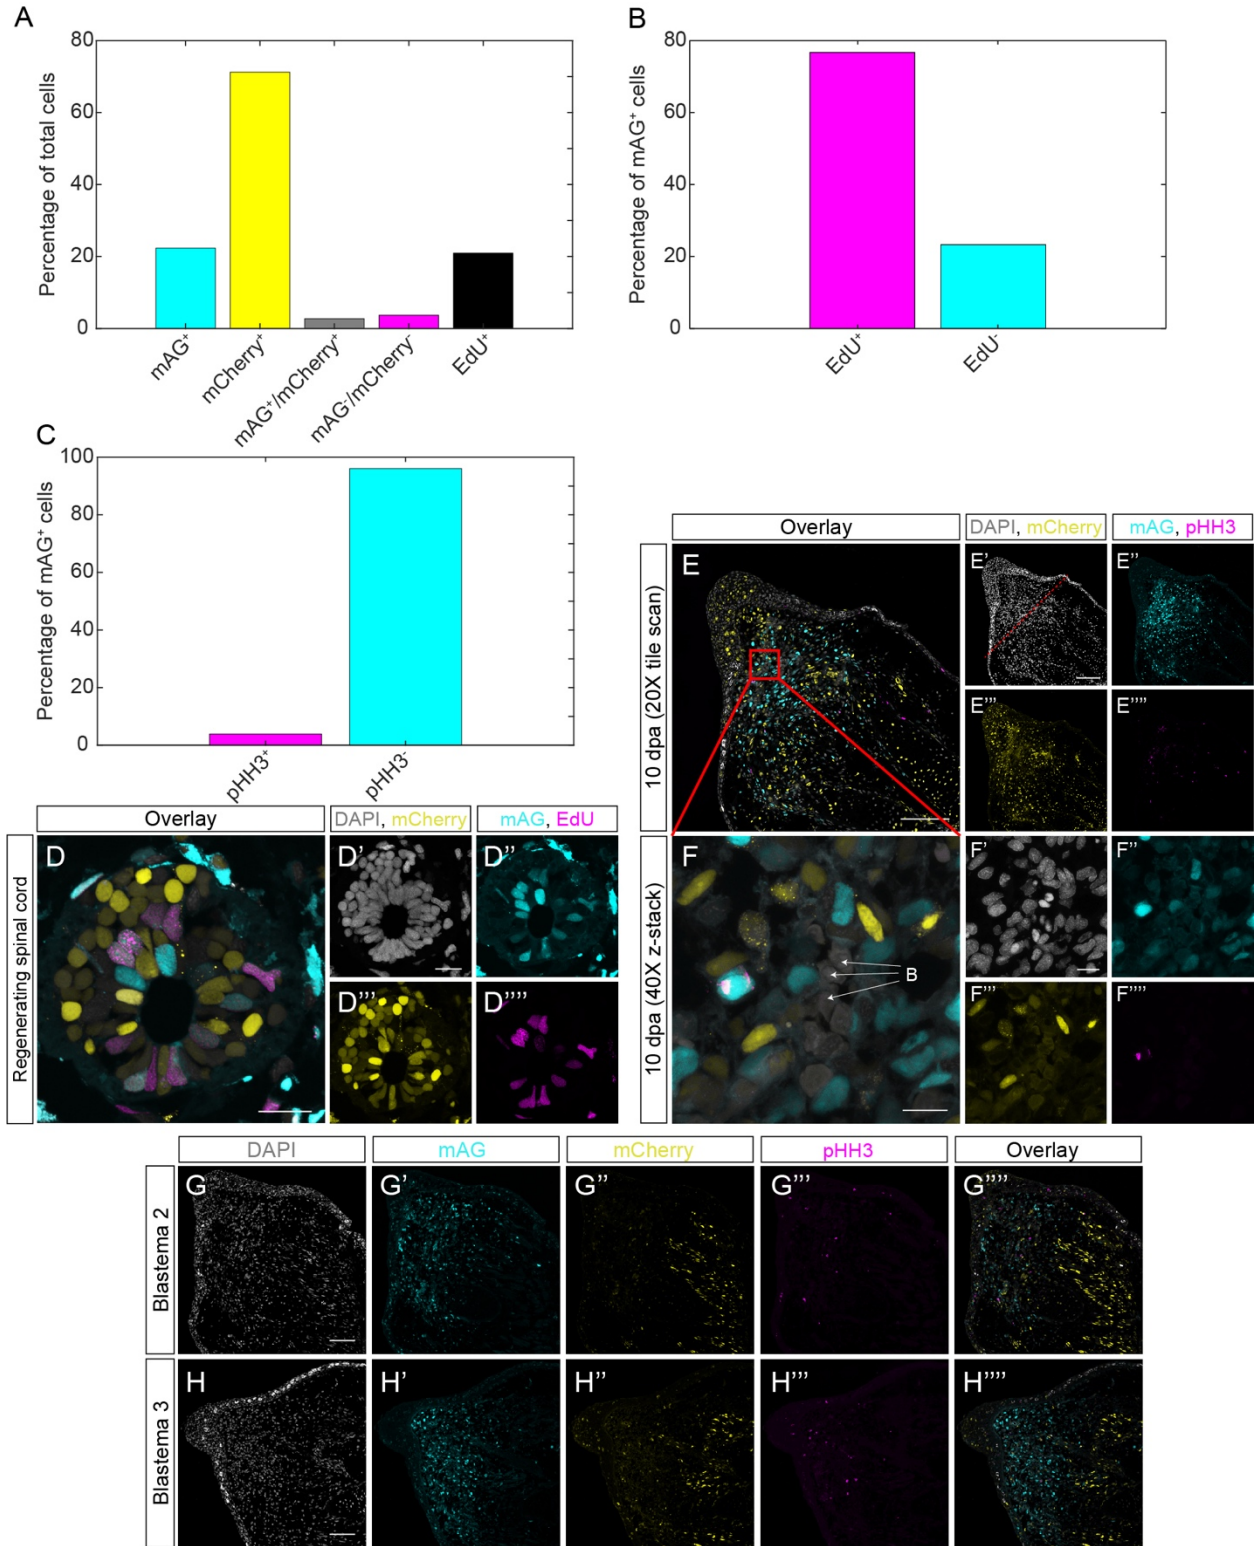 A
80
60
40
20
0
Percentage of total cells
mAG⁺
mCherry⁺
mAG⁺/mCherry⁺
mAG⁻/mCherry⁻
EdU⁺
B
80
60
40
20
0
Percentage of mAG⁺ cells
EdU⁺
EdU⁻
C
100
80
60
40
20
0
Percentage of mAG⁺ cells
pHH3⁺
pHH3⁻
Overlay
DAPI, mCherry
mAG, EdU
Regenerating spinal cord
D
D'
D''
D'''
D''''
Overlay
DAPI, mCherry
mAG, pHH3
10 dpa (20X tile scan)
E
E'
E''
E'''
E''''
10 dpa (40X z-stack)
F
B
F'
F''
F'''
F''''
DAPI
mAG
mCherry
pHH3
Overlay
Blastema 2
G
G'
G''
G'''
G''''
Blastema 3
H
H'
H''
H'''
H''''